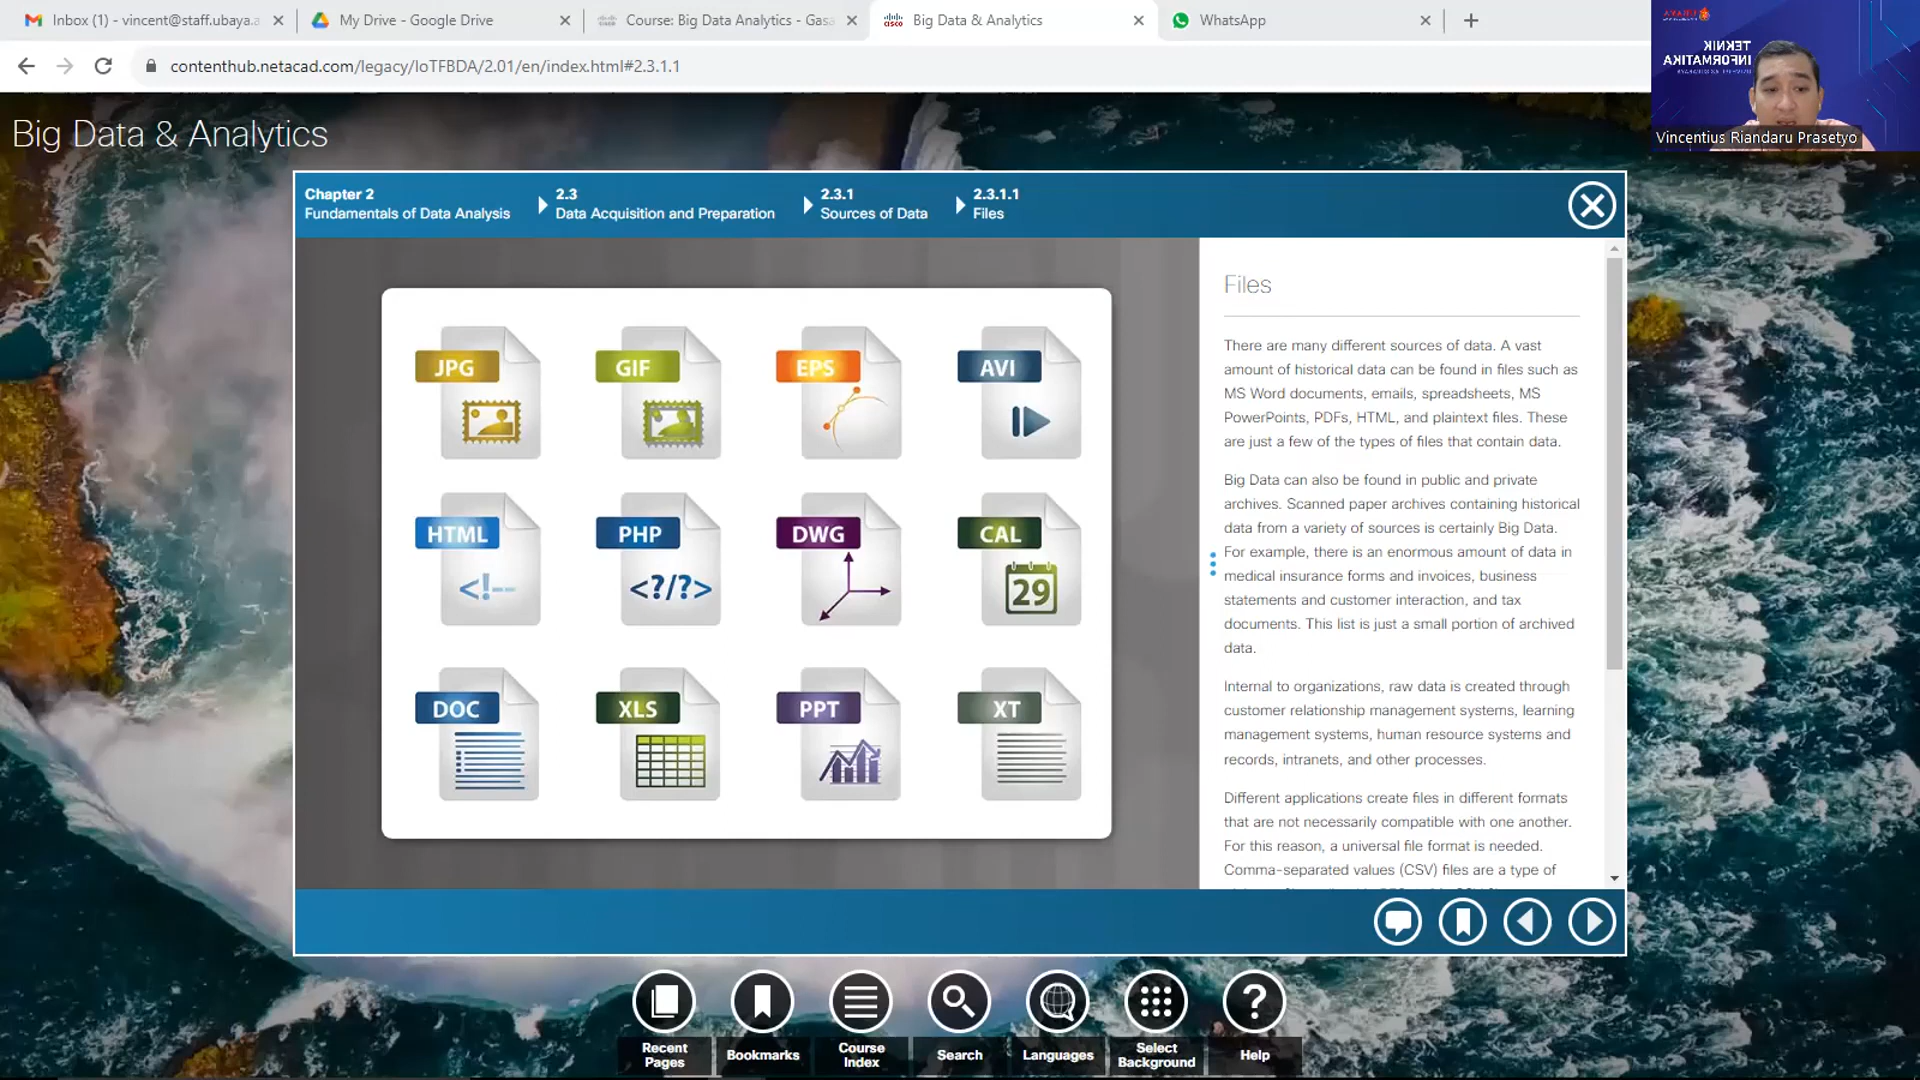 Inbox (1) - vincent@staff.ubaya.a
My Drive - Google Drive
Course: Big Data Analytics - Gasa
Big Data & Analytics
WhatsApp
contenthub.netacad.com/legacy/IoTFBDA/2.01/en/index.html#2.3.1.1
TEKNIK
INFORMATIKA
Vincentius Riandaru Prasetyo
Big Data & Analytics
Chapter 2
Fundamentals of Data Analysis
2.3
Data Acquisition and Preparation
2.3.1
Sources of Data
2.3.1.1
Files
JPG
GIF
EPS
AVI
HTML
<!--
PHP
<?/?>
DWG
CAL
29
DOC
XLS
PPT
XT
Files
There are many different sources of data. A vast
amount of historical data can be found in files such as
MS Word documents, emails, spreadsheets, MS
PowerPoints, PDFs, HTML, and plaintext files. These
are just a few of the types of files that contain data.
Big Data can also be found in public and private
archives. Scanned paper archives containing historical
data from a variety of sources is certainly Big Data.
For example, there is an enormous amount of data in
medical insurance forms and invoices, business
statements and customer interaction, and tax
documents. This list is just a small portion of archived
data.
Internal to organizations, raw data is created through
customer relationship management systems, learning
management systems, human resource systems and
records, intranets, and other processes.
Different applications create files in different formats
that are not necessarily compatible with one another.
For this reason, a universal file format is needed.
Comma-separated values (CSV) files are a type of
Recent
Pages
Bookmarks
Course
Index
Search
Languages
Select
Background
Help